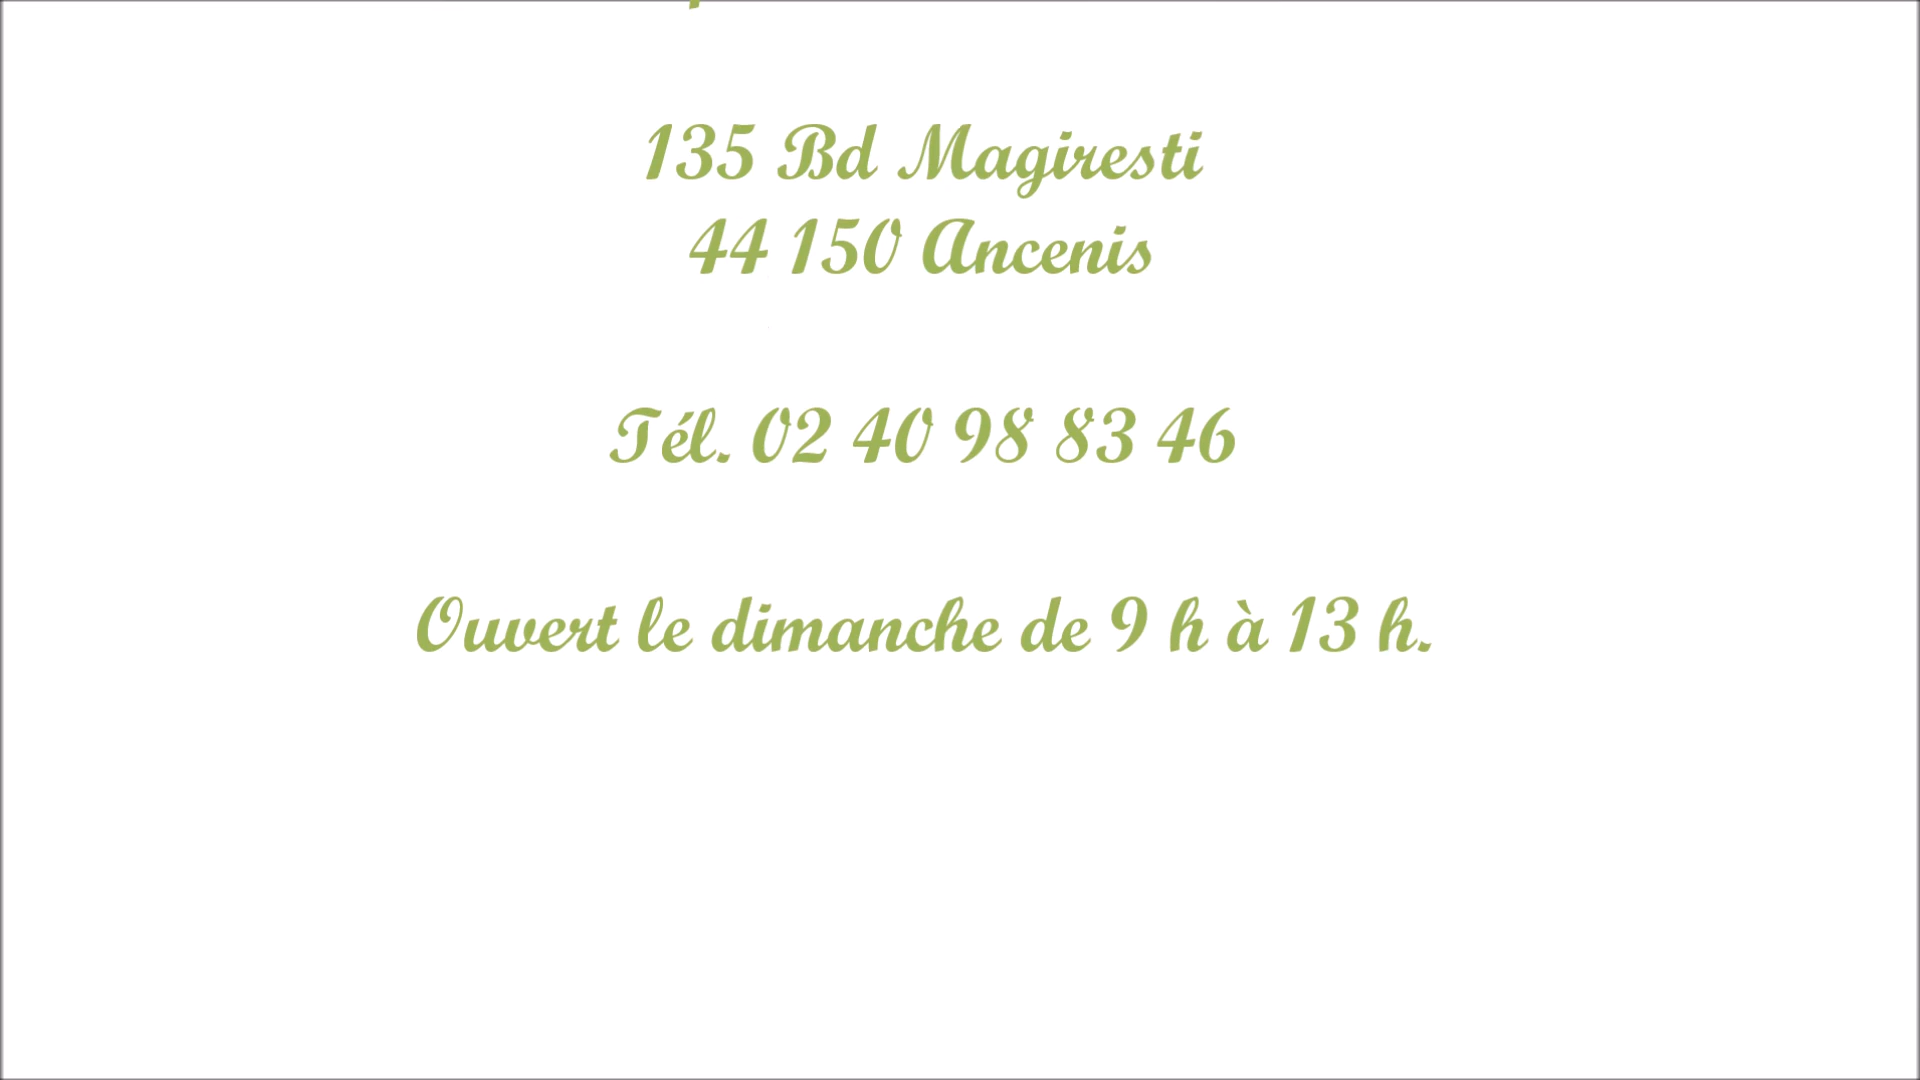 135 Bd Magiresti
44 150 Ancenis
Tél. 02 40 98 83 46
Ouvert le dimanche de 9 h à 13 h.